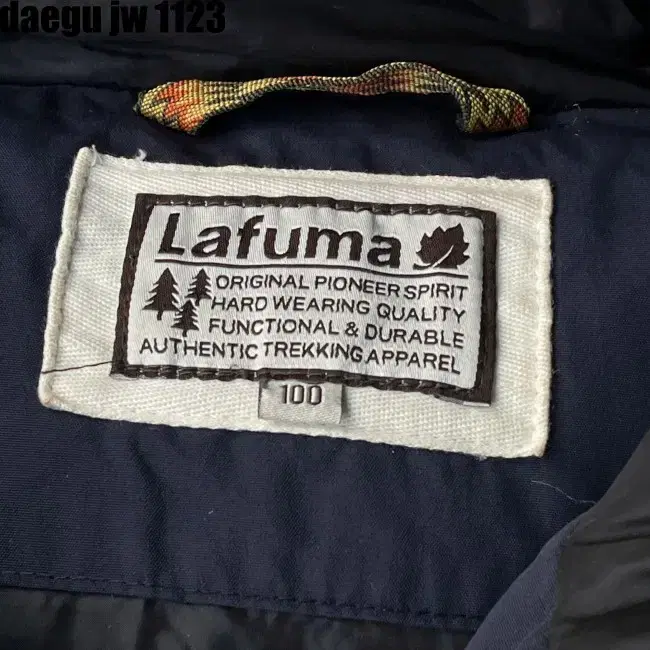 daegu jw 1123
Lafuma
ORIGINAL PIONEER SPIRIT
HARD WEARING QUALITY
FUNCTIONAL & DURABLE
AUTHENTIC TREKKING APPAREL
100